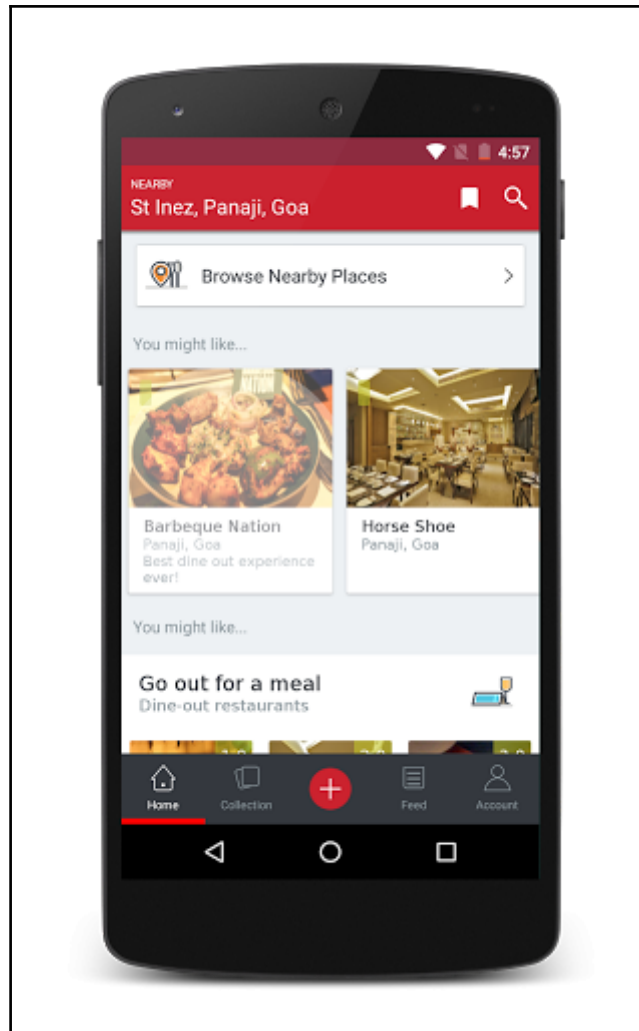 4:57
NEARBY
St Inez, Panaji, Goa
Browse Nearby Places
You might like...
Barbeque Nation
Panaji, Goa
Best dine out experience
ever!
Horse Shoe
Panaji, Goa
You might like...
Go out for a meal
Dine-out restaurants
Home
Collection
Feed
Account